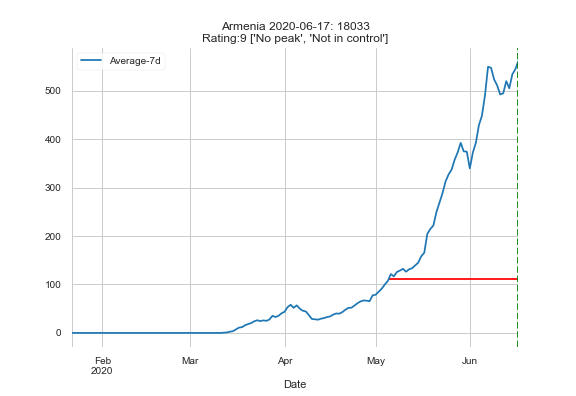 Armenia 2020-06-17: 18033
Rating:9 ['No peak', 'Not in control']
Average-7d
500
400
300
200
100
0
Feb
2020
Mar
Apr
May
Jun
Date